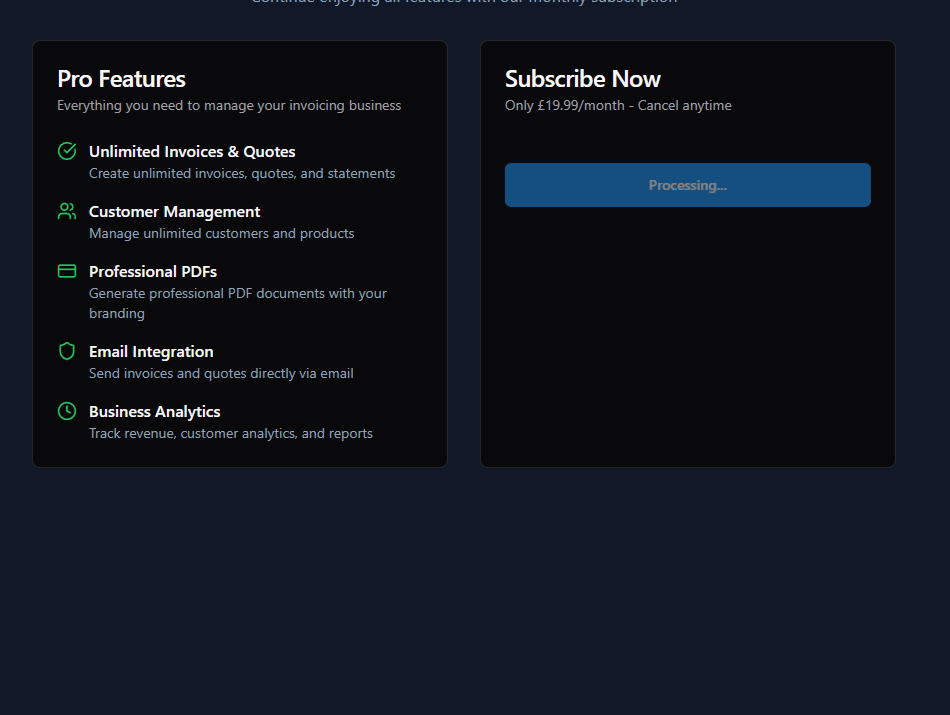 Continue enjoying all features with our monthly subscription
Pro Features
Everything you need to manage your invoicing business
Unlimited Invoices & Quotes
Create unlimited invoices, quotes, and statements
Customer Management
Manage unlimited customers and products
Professional PDFs
Generate professional PDF documents with your
branding
Email Integration
Send invoices and quotes directly via email
Business Analytics
Track revenue, customer analytics, and reports
Subscribe Now
Only £19.99/month - Cancel anytime
Processing...